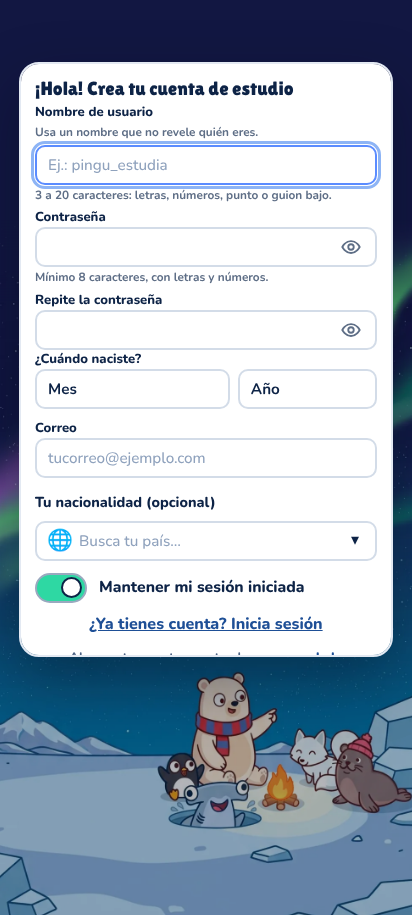 ¡Hola! Crea tu cuenta de estudio
Nombre de usuario
Usa un nombre que no revele quién eres.
Ej.: pingu_estudia
3 a 20 caracteres: letras, números, punto o guion bajo.
Contraseña
Mínimo 8 caracteres, con letras y números.
Repite la contraseña
¿Cuándo naciste?
Mes Año
Correo
tucorreo@ejemplo.com
Tu nacionalidad (opcional)
Busca tu país...
Mantener mi sesión iniciada
¿Ya tienes cuenta? Inicia sesión